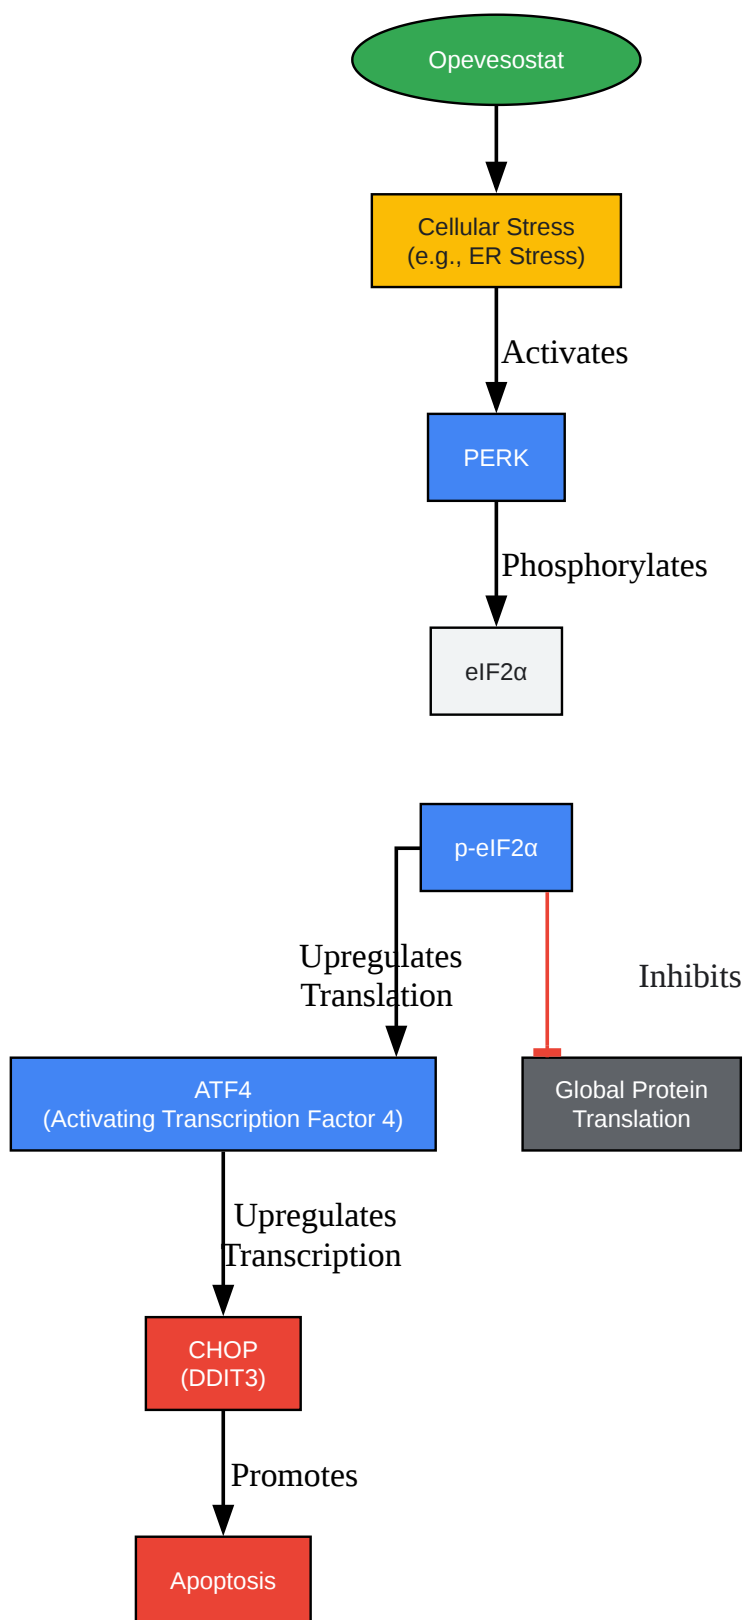 Opevesostat
Cellular Stress
(e.g., ER Stress)
Activates
PERK
Phosphorylates
eIF2α
p-eIF2α
Upregulates
Translation
Inhibits
ATF4
(Activating Transcription Factor 4)
Global Protein
Translation
Upregulates
Transcription
CHOP
(DDIT3)
Promotes
Apoptosis